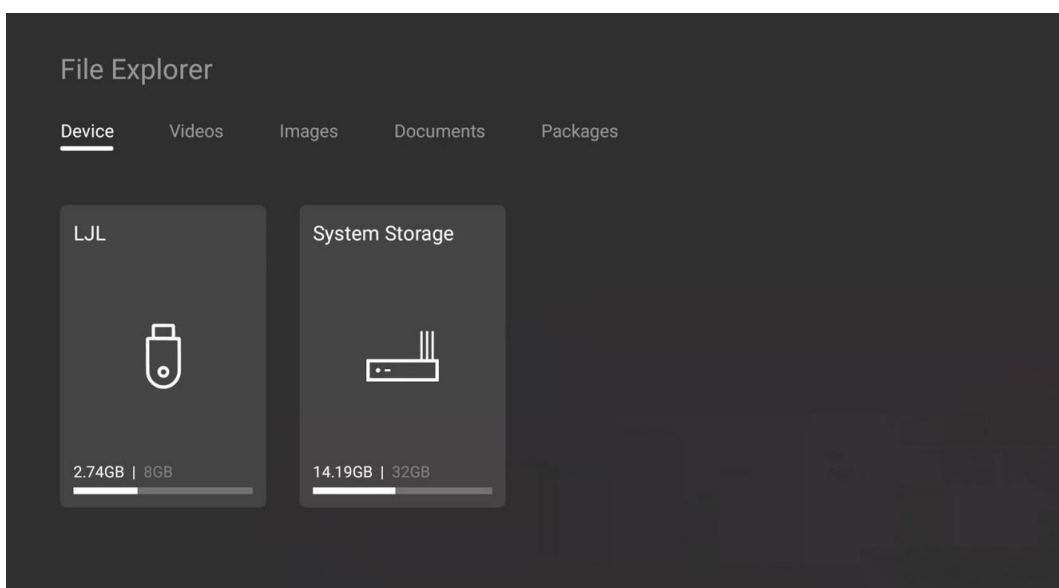 File Explorer
Device Videos Images Documents Packages
LJL
2.74GB | 8GB
System Storage
14.19GB | 32GB